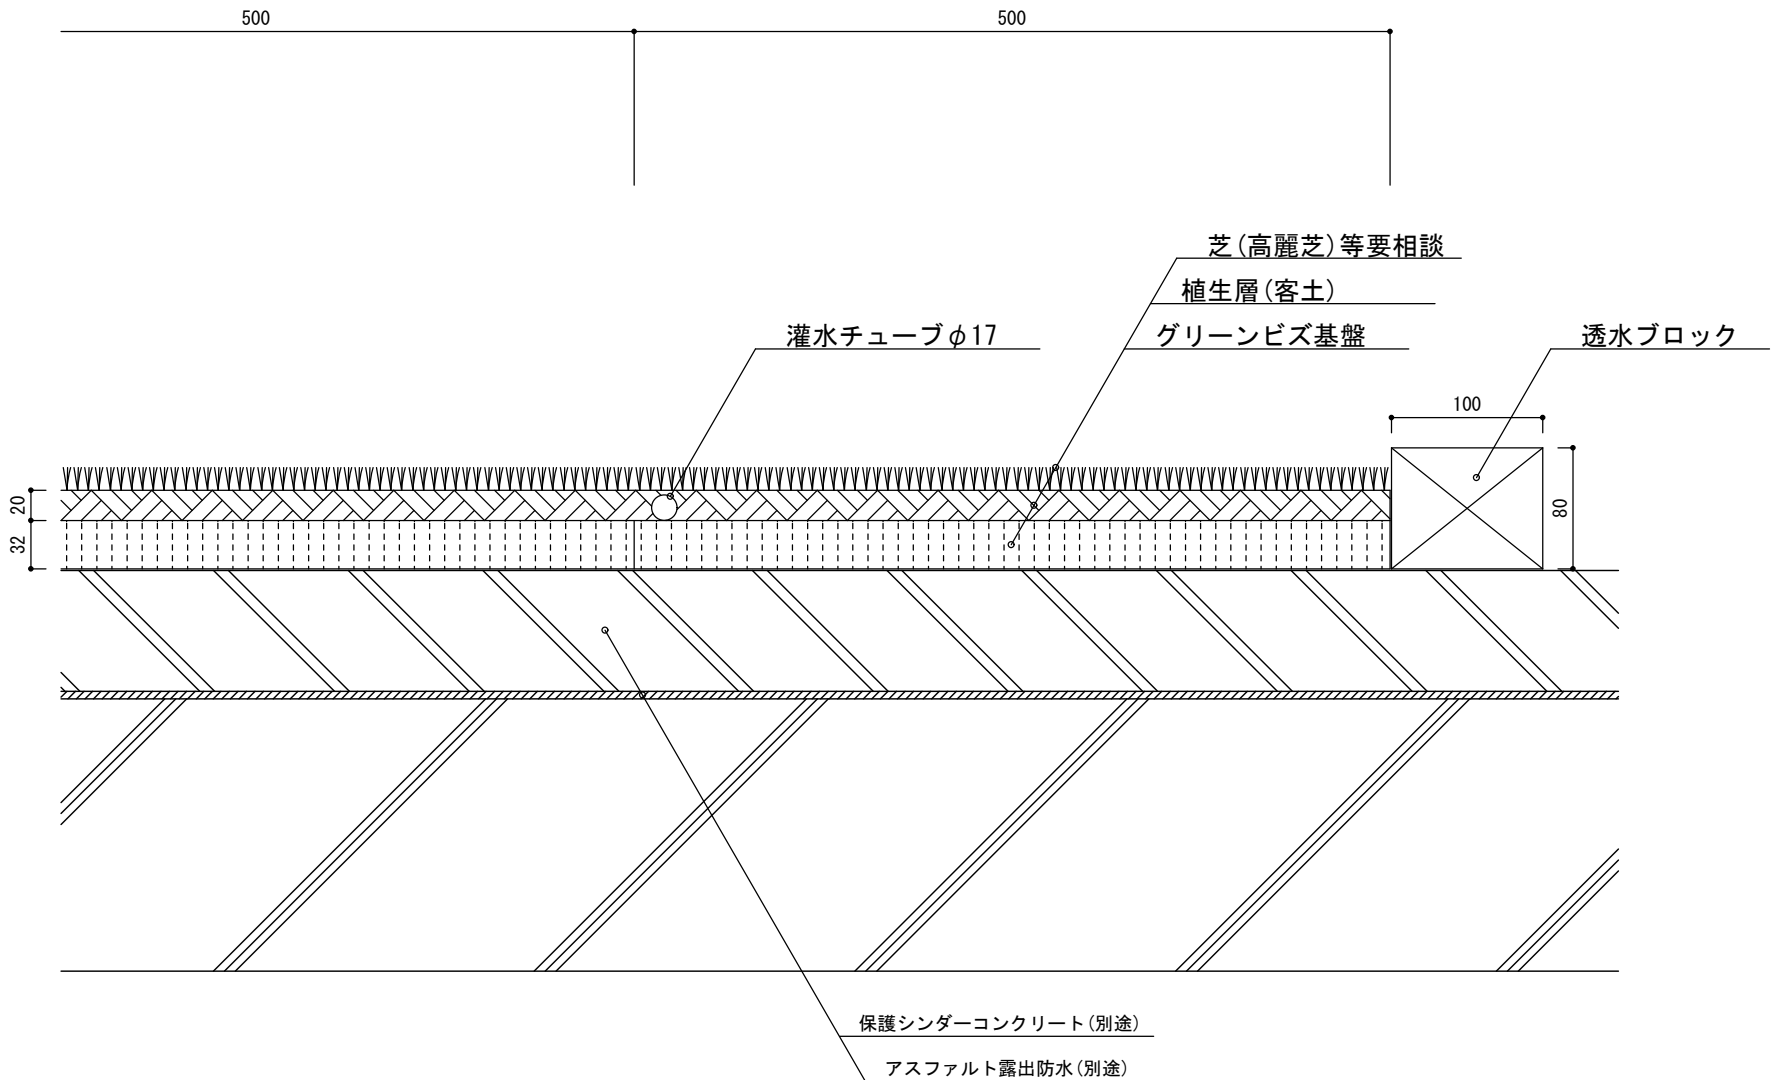 500
500
芝(高麗芝)等要相談
植生層(客土)
灌水チューブφ17
グリーンビズ基盤
透水ブロック
100
20
80
32
保護シンダーコンクリート(別途)
アスファルト露出防水(別途)